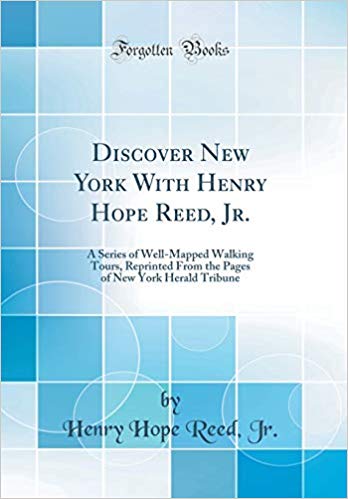 Forgotten Books
Discover New
York With Henry
Hope Reed, Jr.
A Series of Well-Mapped Walking
Tours, Reprinted From the Pages
of New York Herald Tribune
by
Henry Hope Reed, Jr.